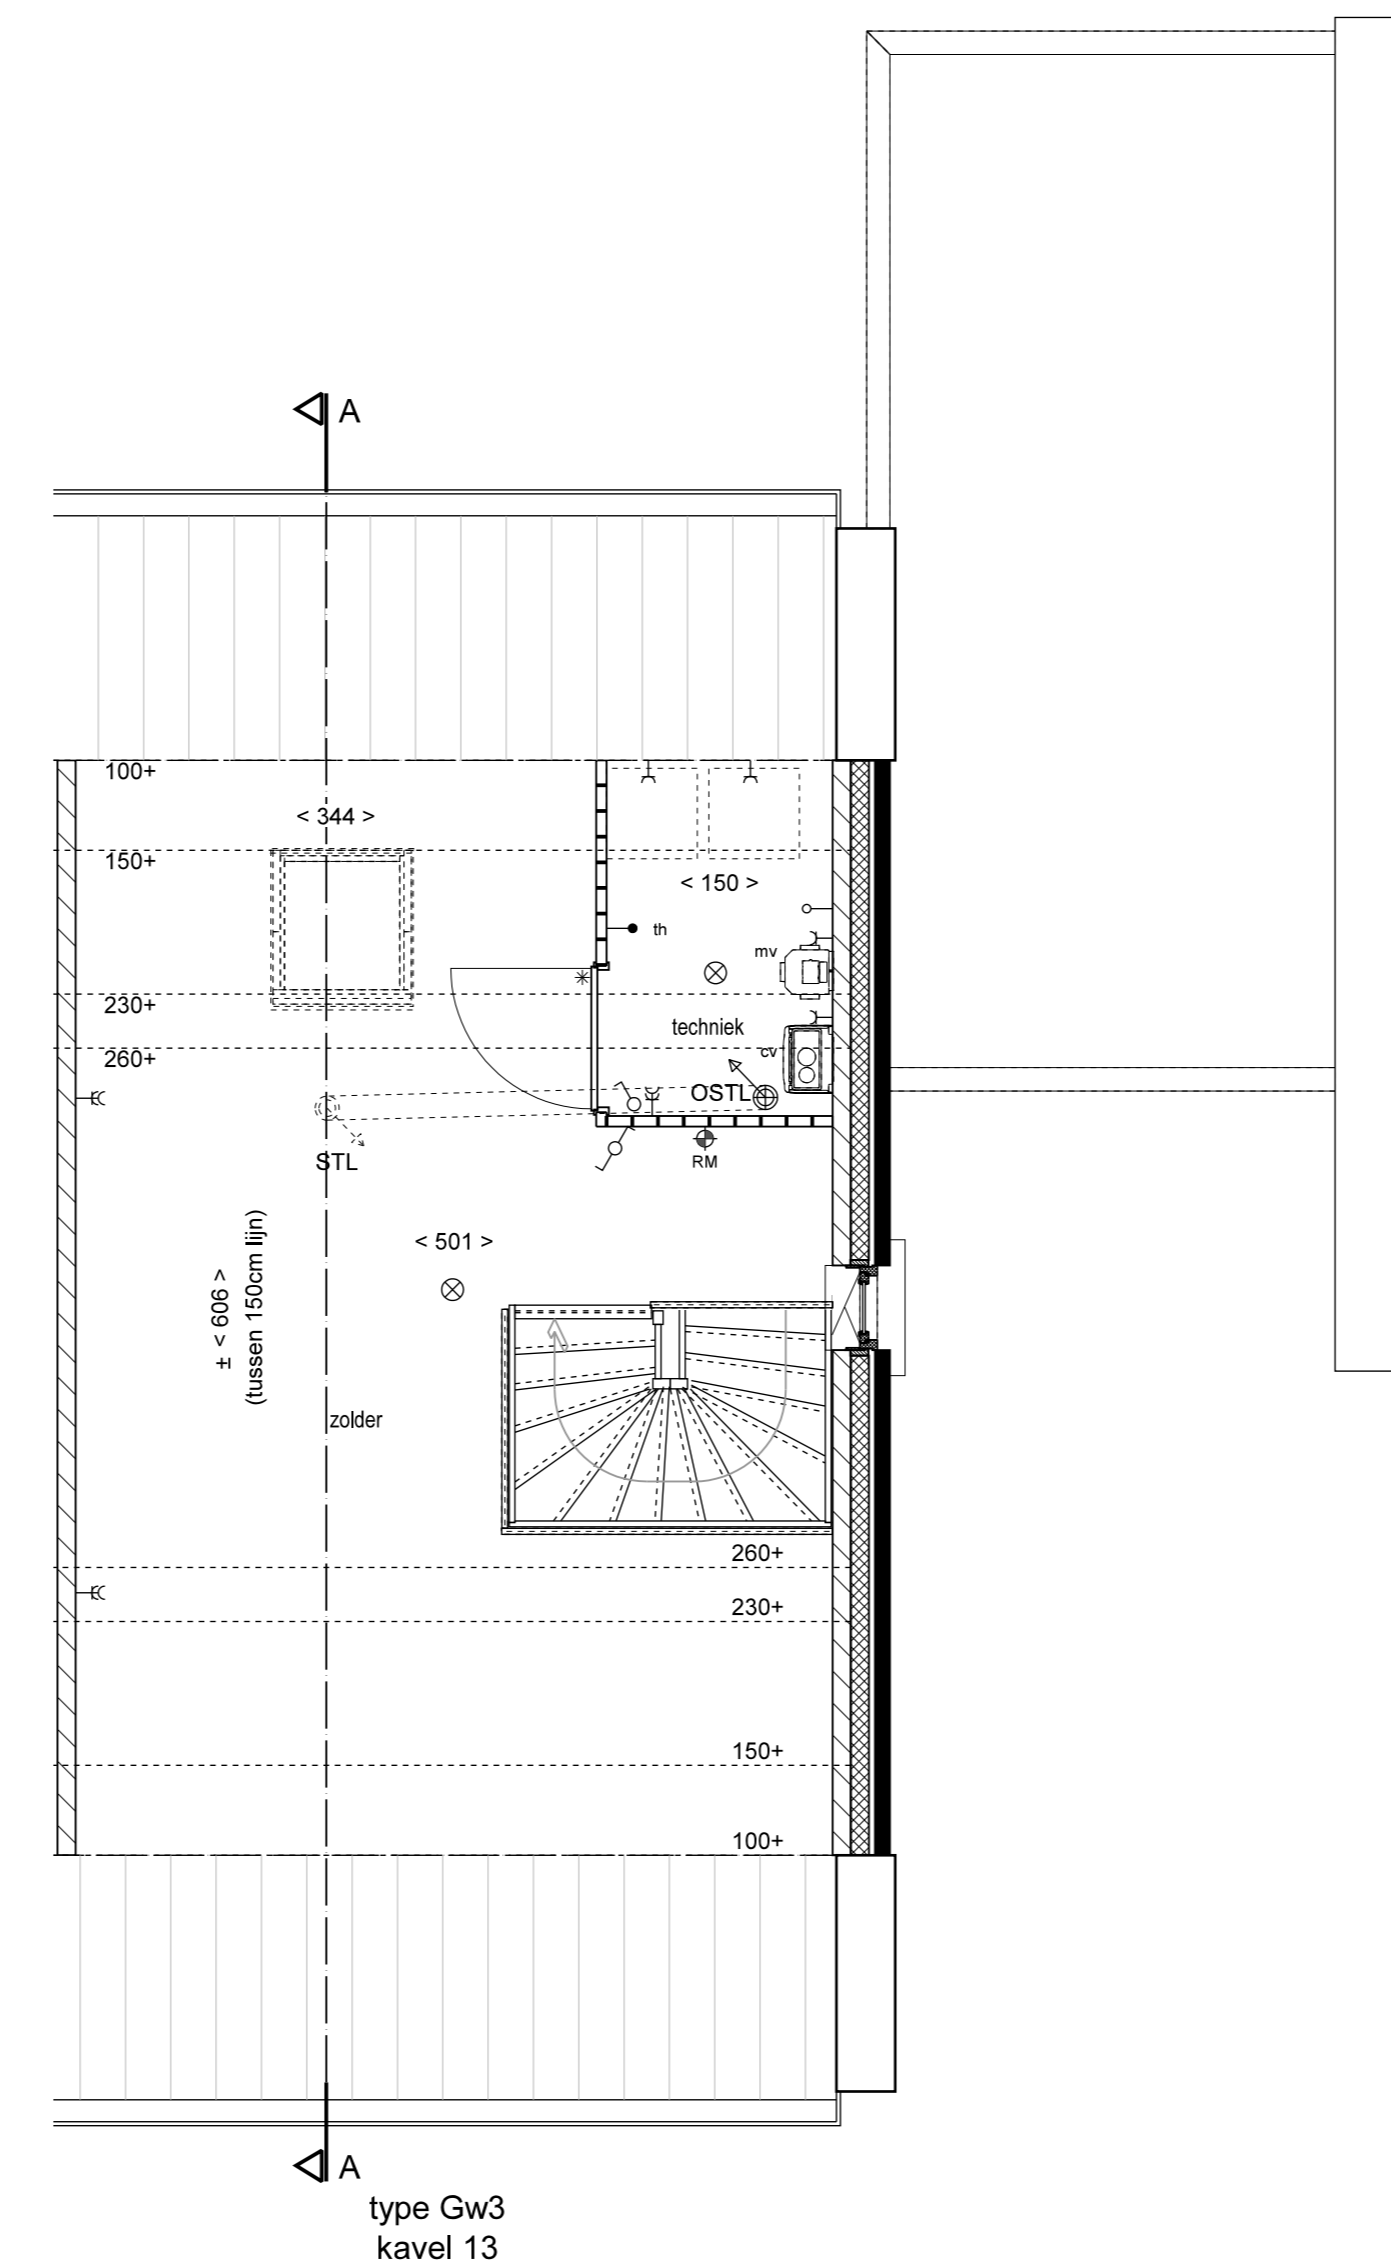 A
100+
< 344 >
150+
< 150 >
th
mv
230+
techniek
260+
cv
OSTL
STL
RM
< 501 >
± < 606 >
(tussen 150cm lijn)
zolder
260+
230+
150+
100+
A
type Gw3
kavel 13